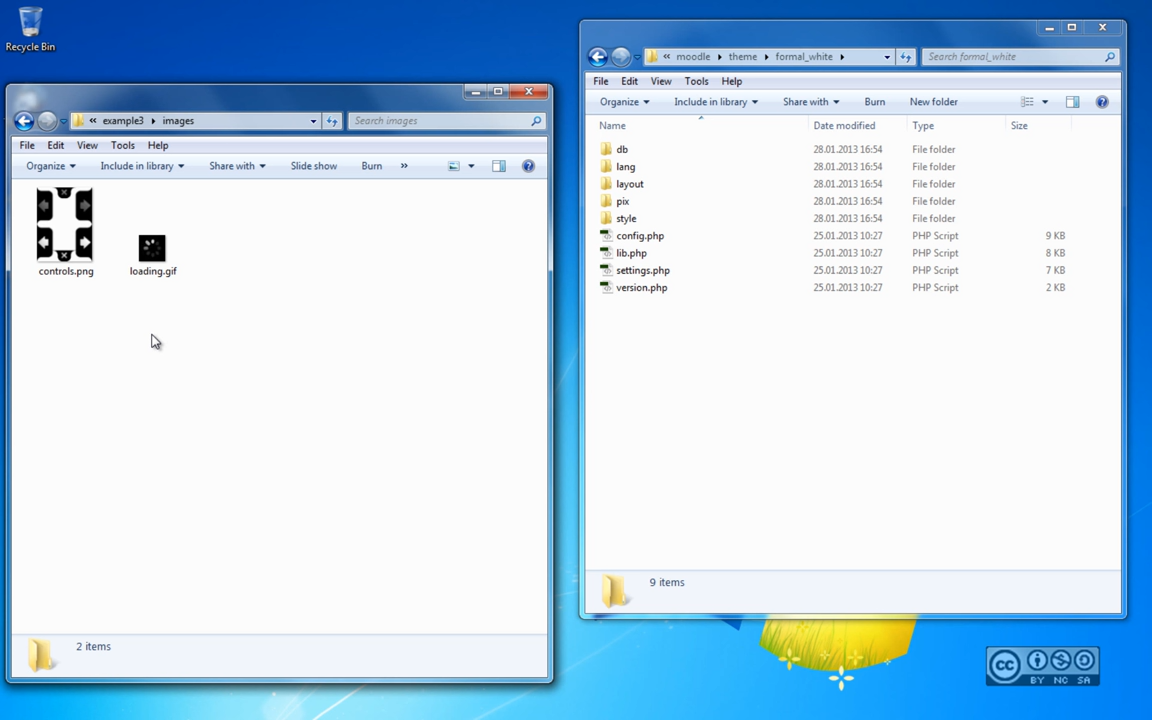 Recycle Bin
« example3 images
Search images
File Edit View Tools Help
Organize Include in library Share with Slide show Burn »
controls.png
loading.gif
2 items
« moodle theme formal_white
Search formal_white
File Edit View Tools Help
Organize Include in library Share with Burn New folder
Name Date modified Type Size
db 28.01.2013 16:54 File folder
lang 28.01.2013 16:54 File folder
layout 28.01.2013 16:54 File folder
pix 28.01.2013 16:54 File folder
style 28.01.2013 16:54 File folder
config.php 25.01.2013 10:27 PHP Script 9 KB
lib.php 25.01.2013 10:27 PHP Script 8 KB
settings.php 25.01.2013 10:27 PHP Script 7 KB
version.php 25.01.2013 10:27 PHP Script 2 KB
9 items
cc
BY NC SA